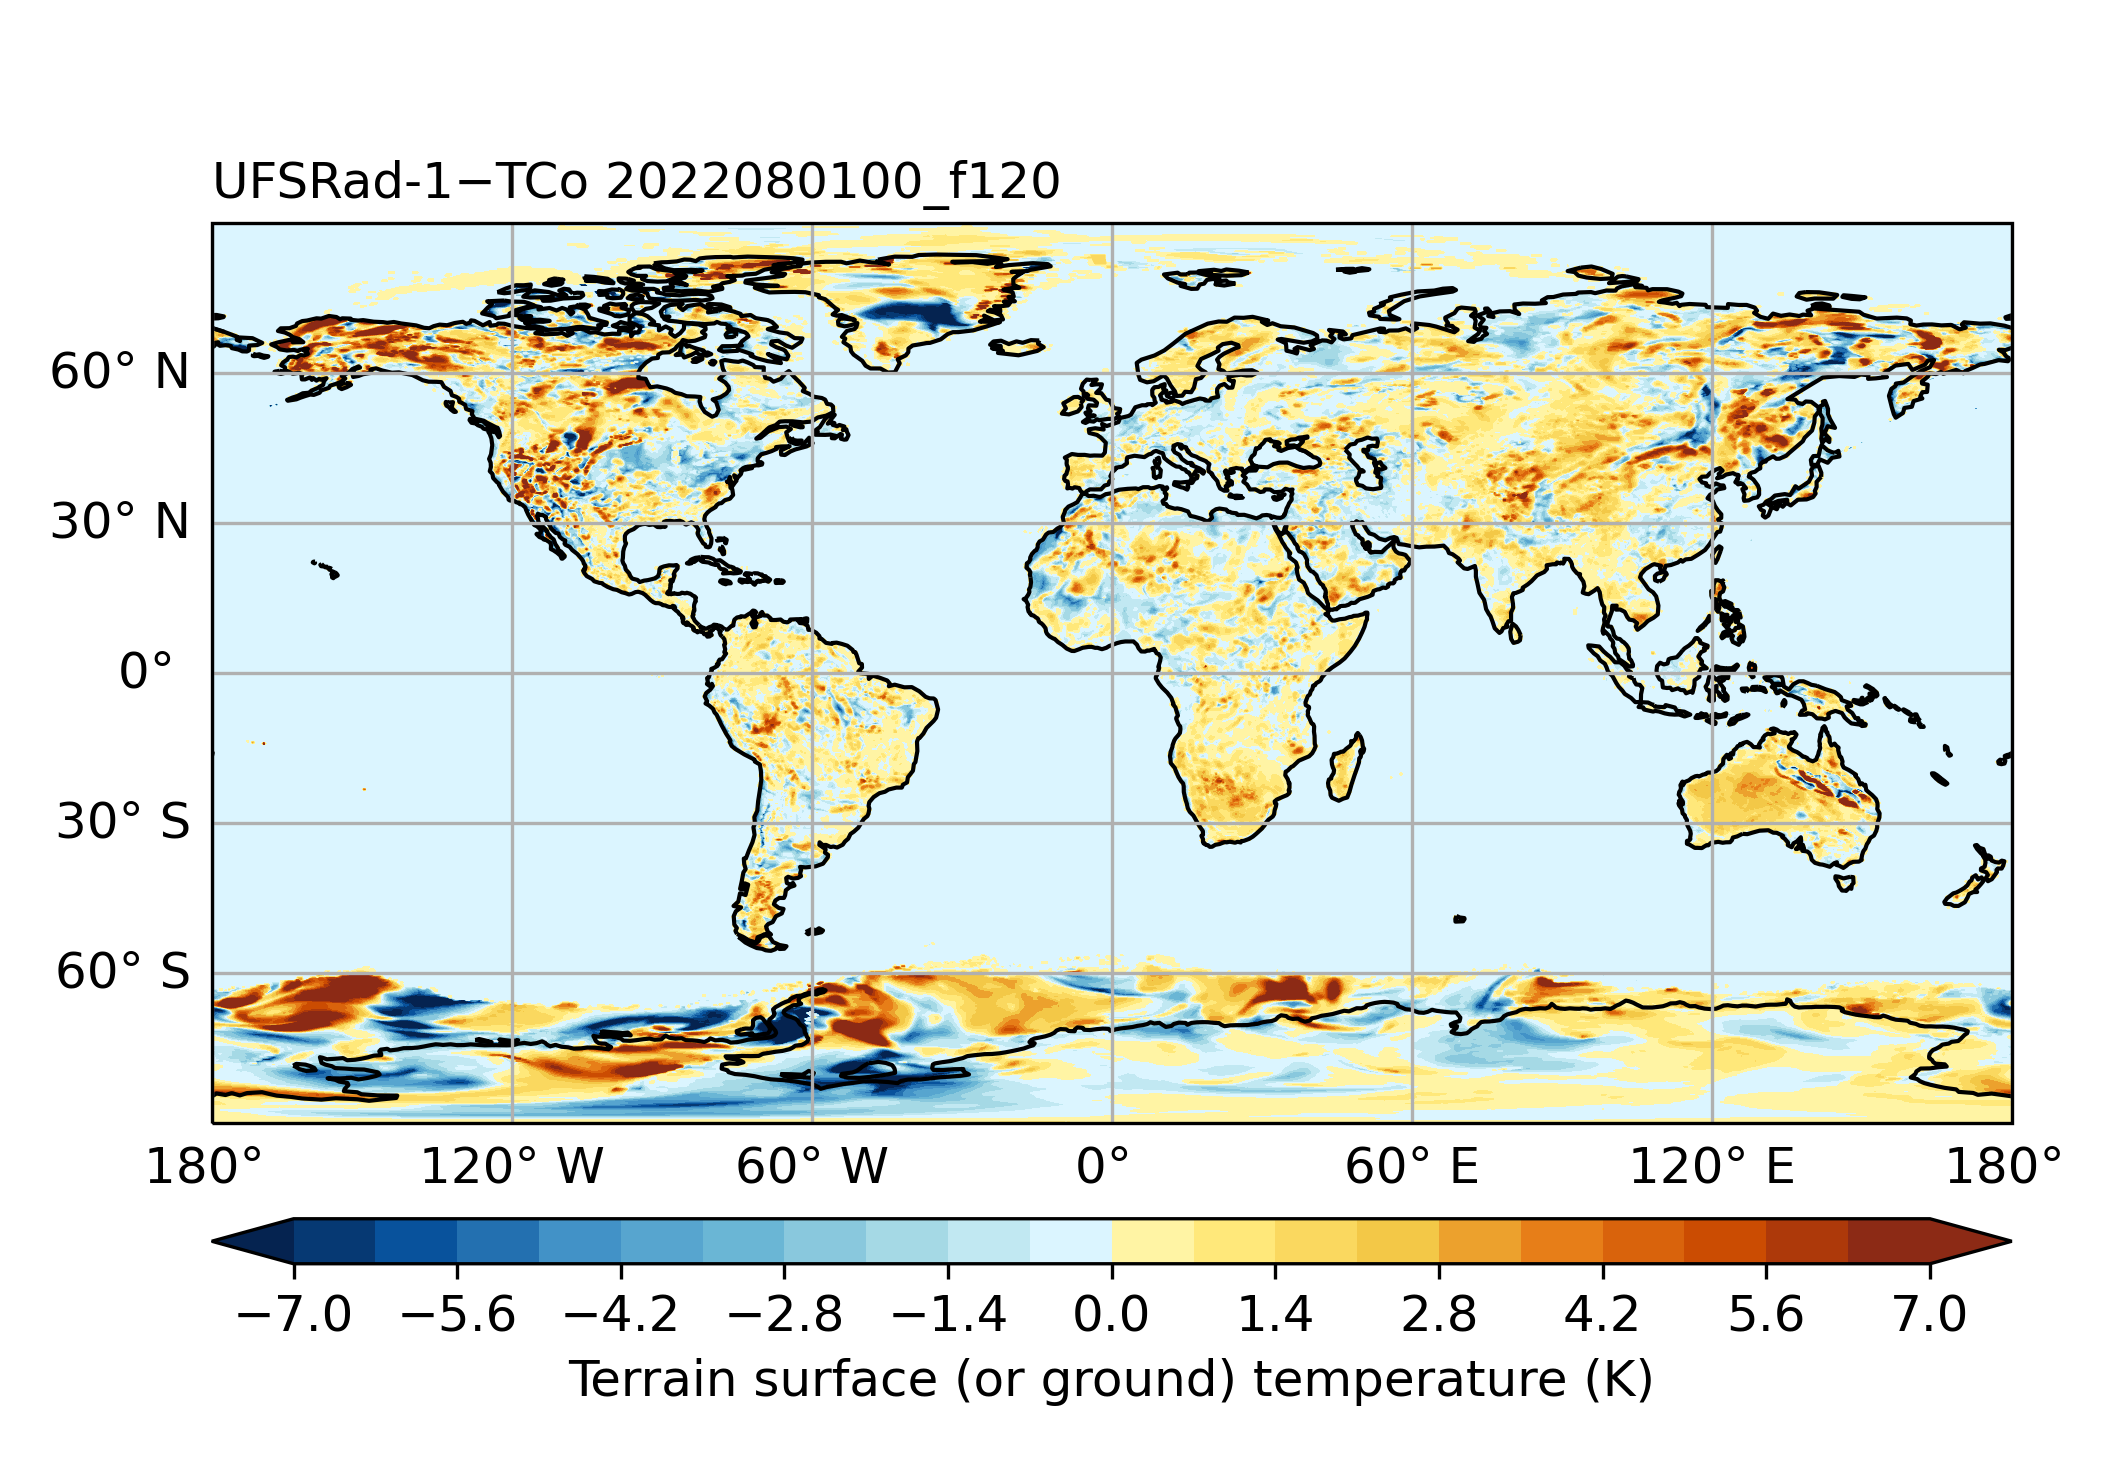 UFSRad-1−TCo 2022080100_f120
60° N
30° N
0°
30° S
60° S
180° 120° W 60° W 0° 60° E 120° E 180°
−7.0 −5.6 −4.2 −2.8 −1.4 0.0 1.4 2.8 4.2 5.6 7.0
Terrain surface (or ground) temperature (K)